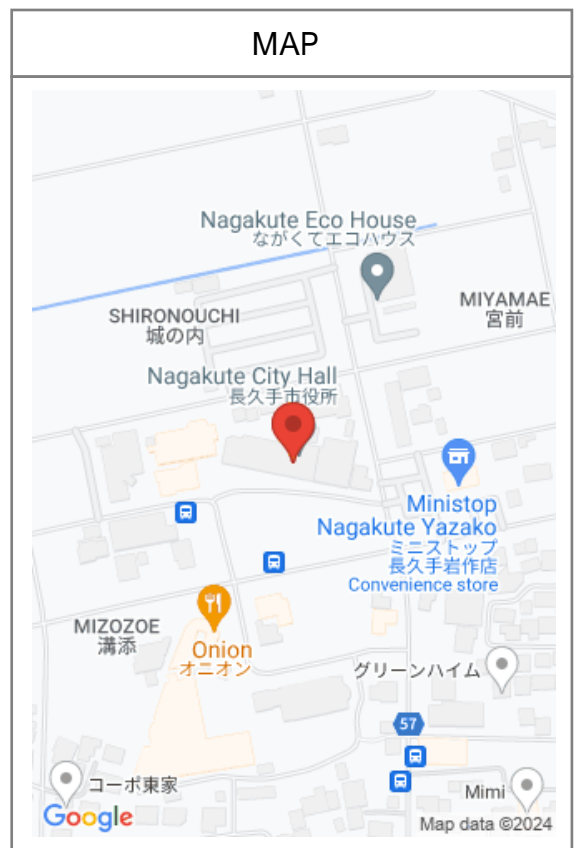 MAP
Nagakute Eco House
ながくてエコハウス
MIYAMAE
宮前
SHIRONOUCHI
城の内
Nagakute City Hall
長久手市役所
Ministop
Nagakute Yazako
ミニストップ
長久手岩作店
Convenience store
MIZOZOE
溝添
Onion
オニオン
グリーンハイム
57
コーポ東家
Mimi
Google
Map data ©2024